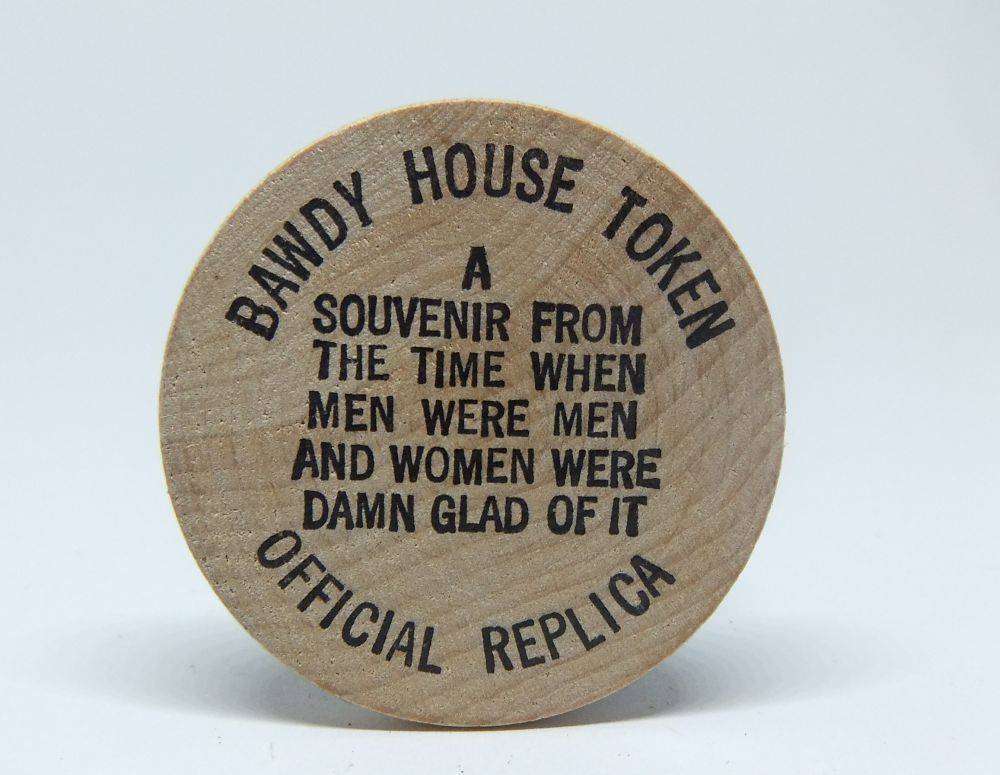 BAWDY HOUSE TOKEN
A
SOUVENIR FROM
THE TIME WHEN
MEN WERE MEN
AND WOMEN WERE
DAMN GLAD OF IT
OFFICIAL REPLICA